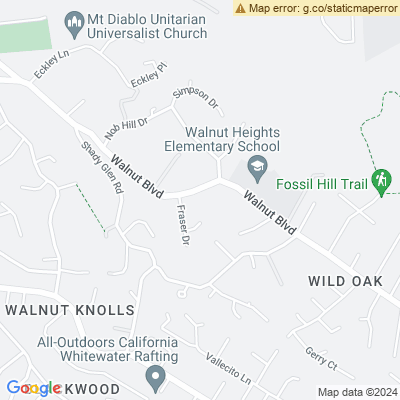 Map error: g.co/staticmaperror
Mt Diablo Unitarian
Universalist Church
Eckley Ln
Eckley Pl
Simpson Dr
Nob Hill Dr
Walnut Heights
Elementary School
Shady Glen Rd
Walnut Blvd
Fossil Hill Trail
Walnut Blvd
Fraser Dr
WILD OAK
WALNUT KNOLLS
All-Outdoors California
Whitewater Rafting
Vallecito Ln
Gerry Ct
Google
CKWOOD
Map data ©2024